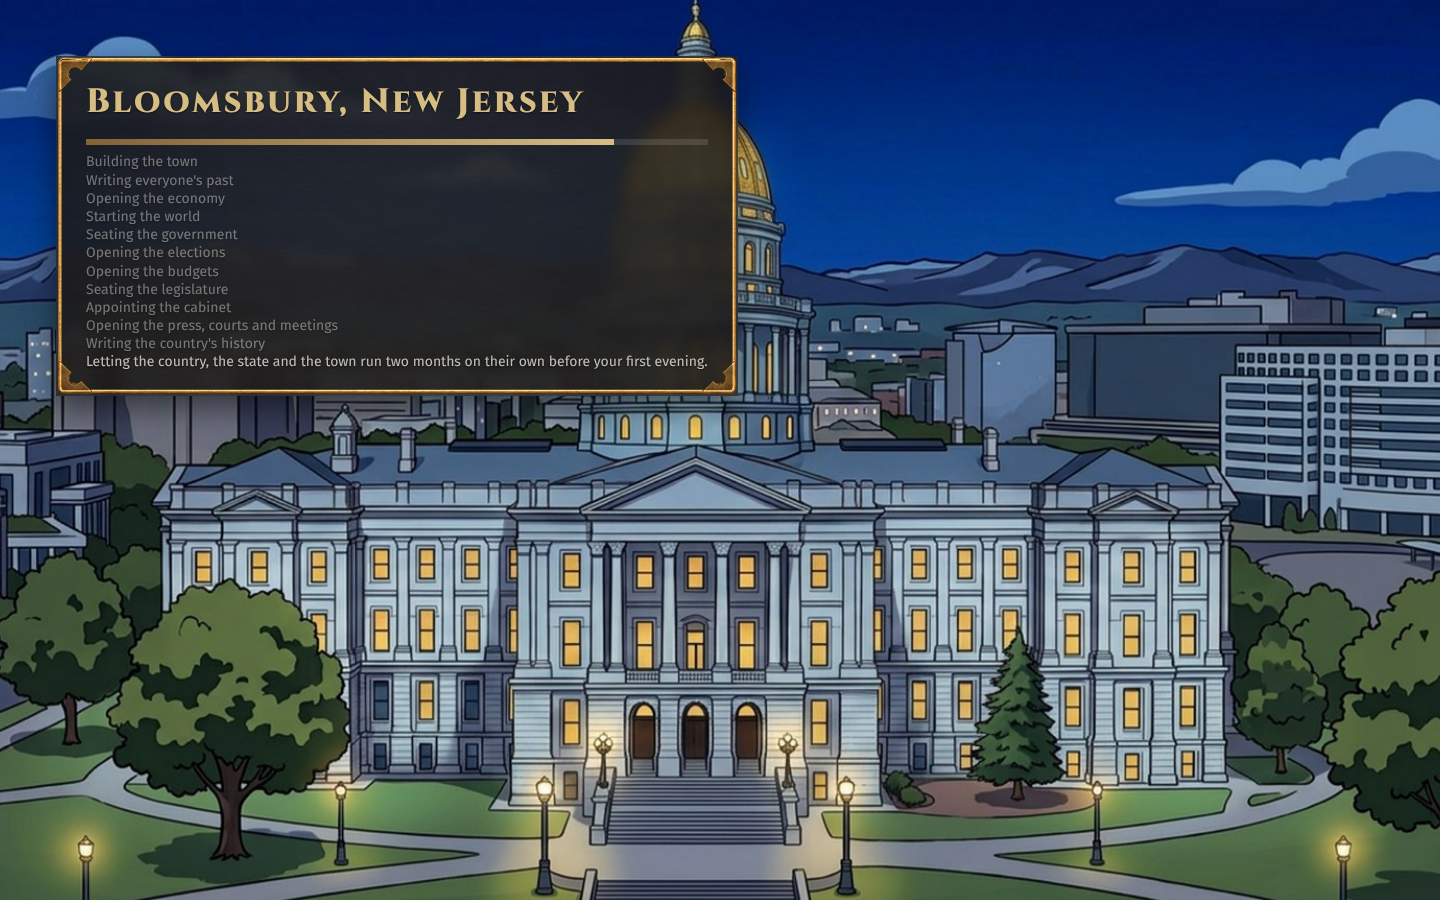 Bloomsbury, New Jersey
Building the town
Writing everyone's past
Opening the economy
Starting the world
Seating the government
Opening the elections
Opening the budgets
Seating the legislature
Appointing the cabinet
Opening the press, courts and meetings
Writing the country's history
Letting the country, the state and the town run two months on their own before your first evening.